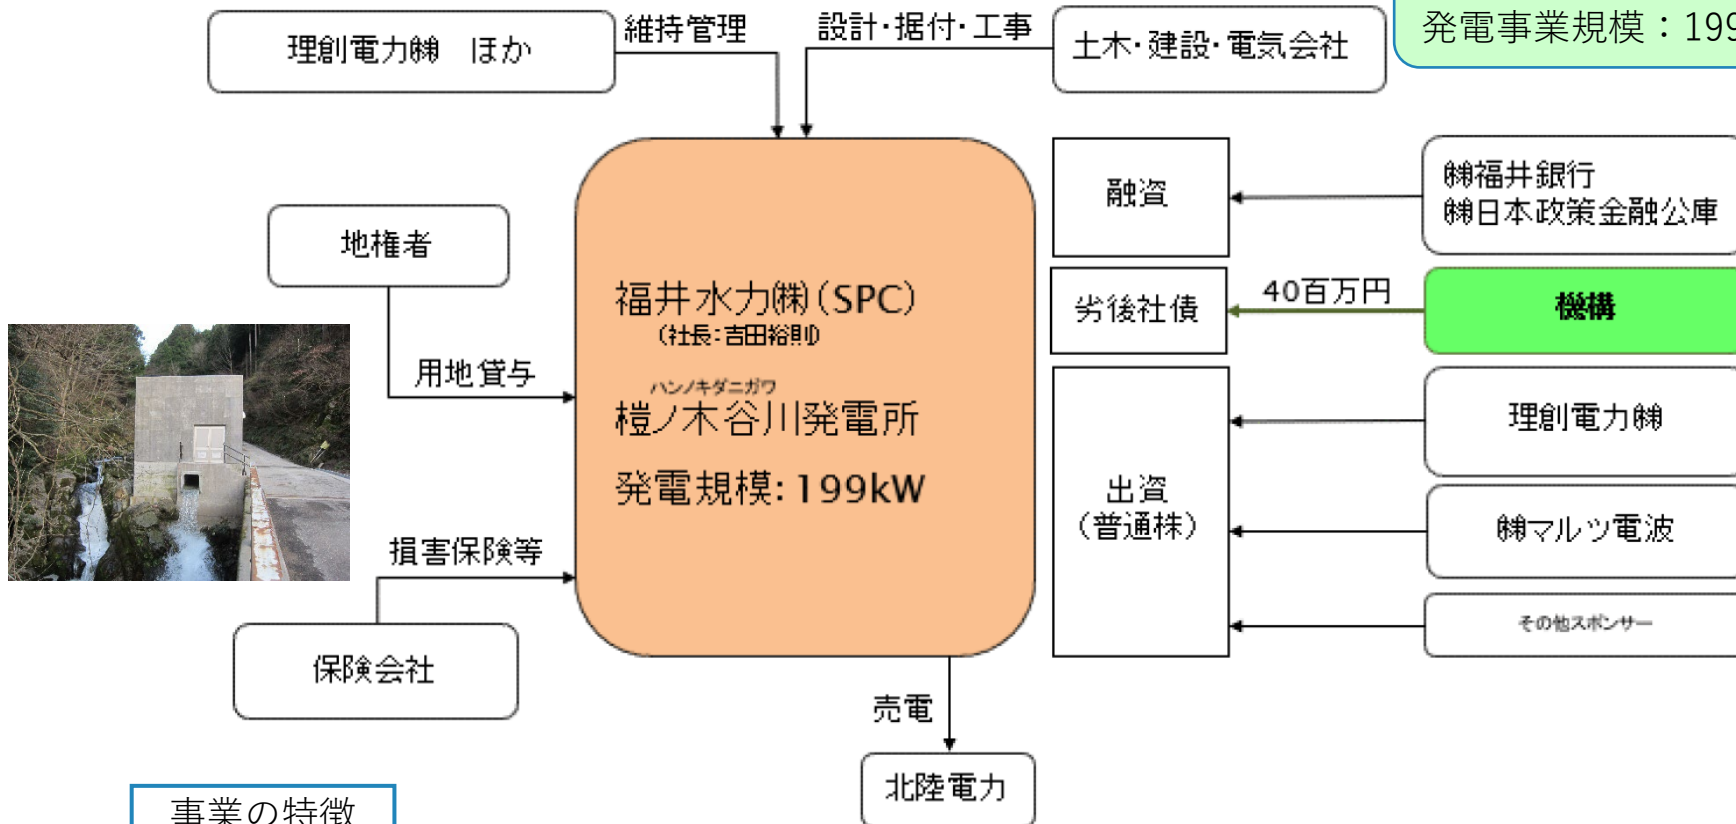 発電事業規模：199
理創電力㈱　ほか
維持管理
設計・据付・工事
土木・建設・電気会社
地権者
用地貸与
損害保険等
保険会社
福井水力㈱（SPC）
（社長：吉田裕則）
ハンノキダニガワ
榿ノ木谷川発電所
発電規模：199kW
融資
㈱福井銀行
㈱日本政策金融公庫
劣後社債
40百万円
機構
出資
（普通株）
理創電力㈱
㈱マルツ電波
その他スポンサー
売電
北陸電力
事業の特徴